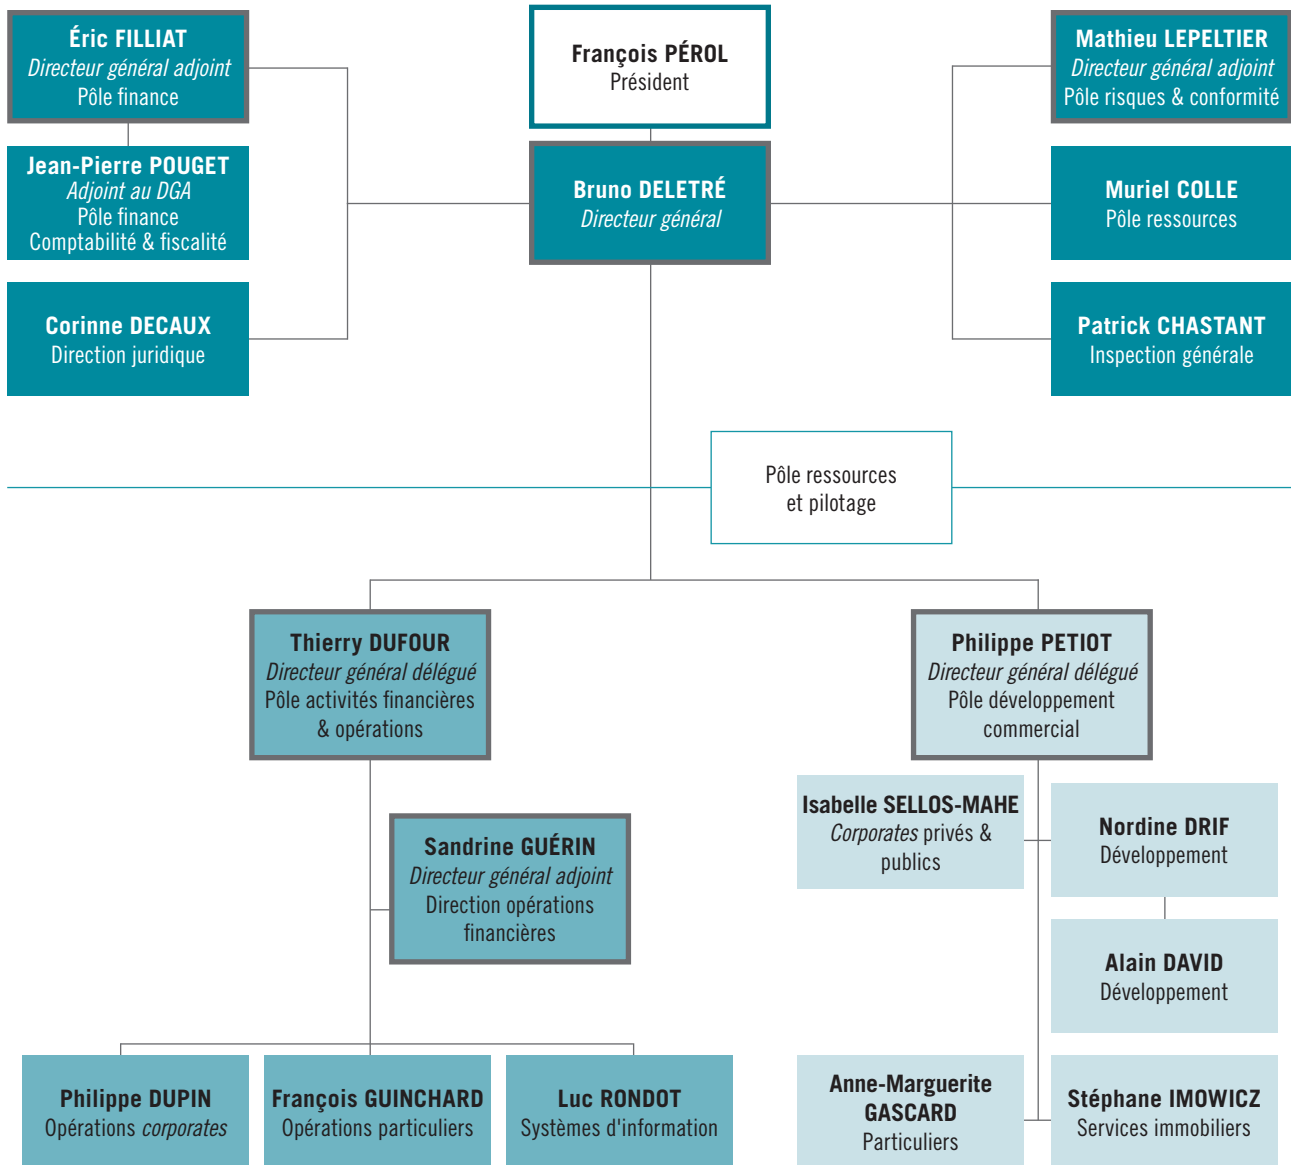 Éric FILLIAT
Directeur général adjoint
Pôle finance
François PÉROL
Président
Mathieu LEPELTIER
Directeur général adjoint
Pôle risques & conformité
Jean-Pierre POUGET
Adjoint au DGA
Pôle finance
Comptabilité & fiscalité
Bruno DELETRÉ
Directeur général
Muriel COLLE
Pôle ressources
Corinne DECAUX
Direction juridique
Patrick CHASTANT
Inspection générale
Pôle ressources
et pilotage
Thierry DUFOUR
Directeur général délégué
Pôle activités financières
& opérations
Philippe PETIOT
Directeur général délégué
Pôle développement
commercial
Isabelle SELLOS-MAHE
Corporates privés &
publics
Nordine DRIF
Développement
Sandrine GUÉRIN
Directeur général adjoint
Direction opérations
financières
Alain DAVID
Développement
Philippe DUPIN
Opérations corporates
François GUINCHARD
Opérations particuliers
Luc RONDOT
Systèmes d'information
Anne-Marguerite
GASCARD
Particuliers
Stéphane IMOWICZ
Services immobiliers